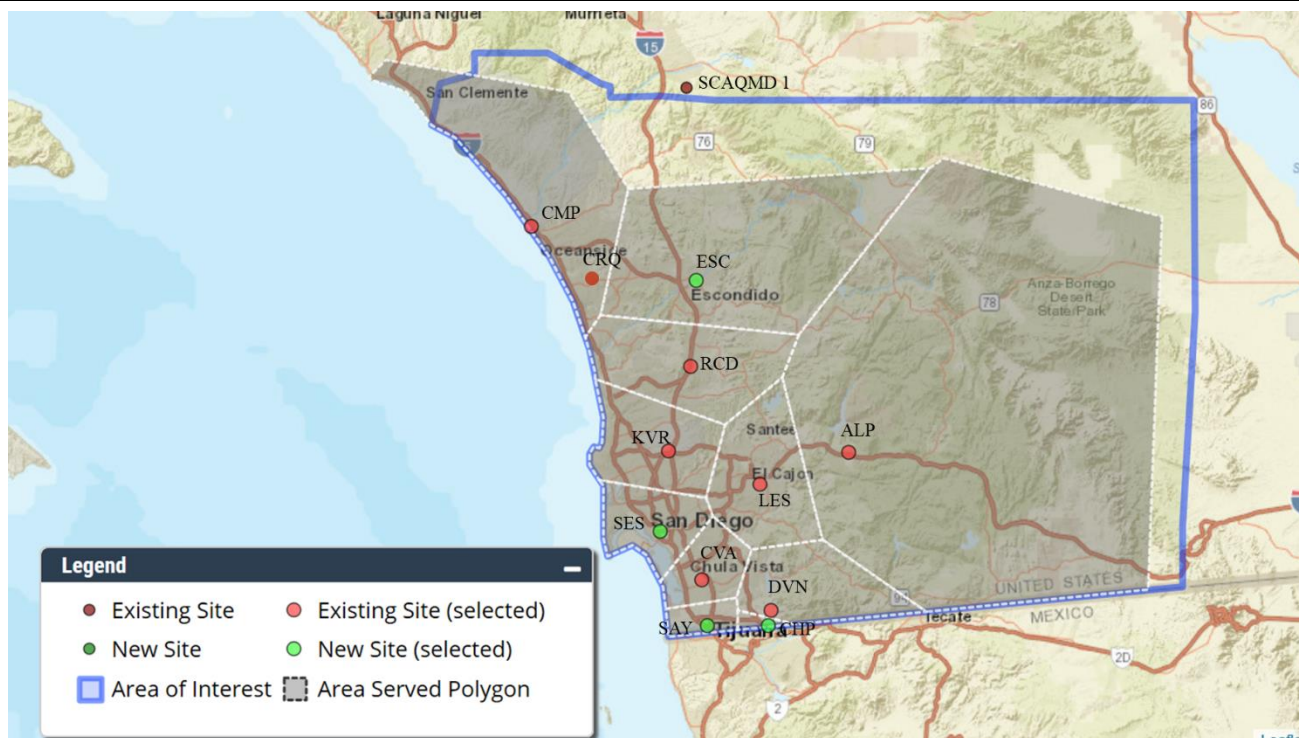 Laguna Niguel
Murrieta
15
SCAQMD 1
San Clemente
86
76
79
CMP
Oceanside
CRQ
ESC
Escondido
Anza-Borrego
Desert
State Park
78
RCD
Santee
ALP
KVR
El Cajon
LES
SES
San Diego
CVA
Chula Vista
DVN
UNITED STATES
94
MEXICO
SAY
Tijuana
CHP
Tecate
2D
2
Legend
Existing Site
Existing Site (selected)
New Site
New Site (selected)
Area of Interest
Area Served Polygon